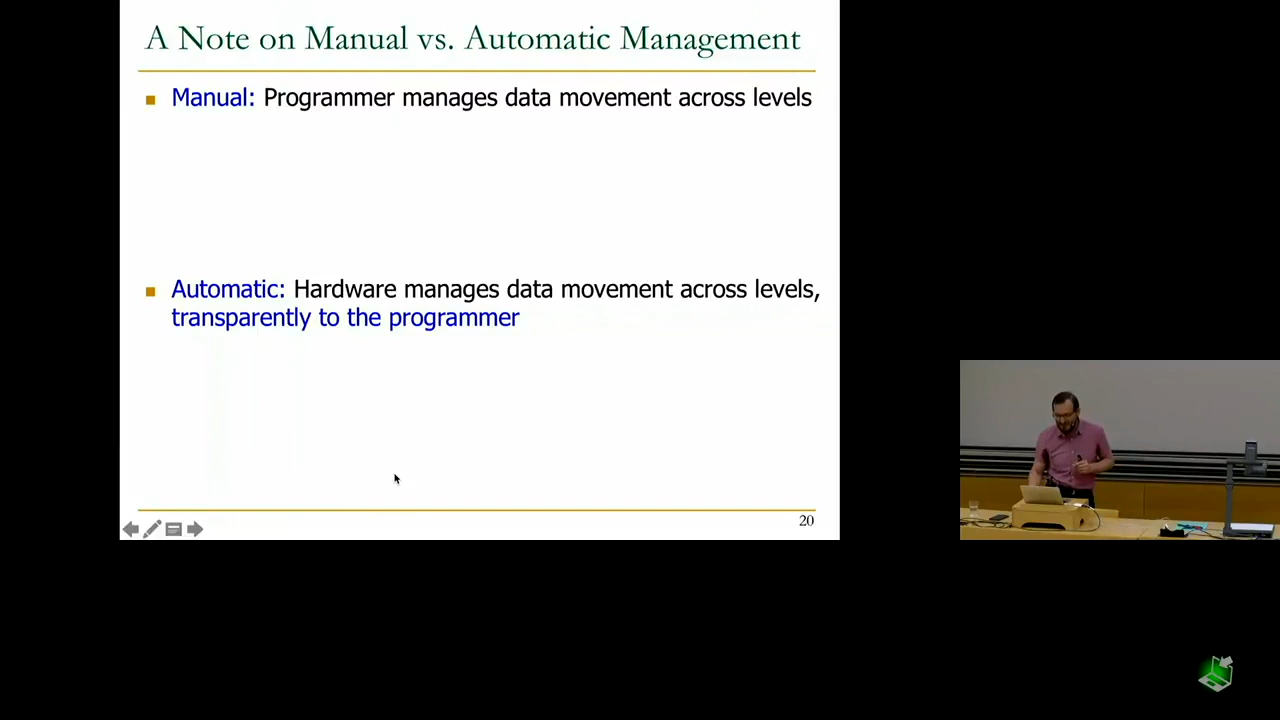 A Note on Manual vs. Automatic Management
Manual: Programmer manages data movement across levels
Automatic: Hardware manages data movement across levels,
transparently to the programmer
20